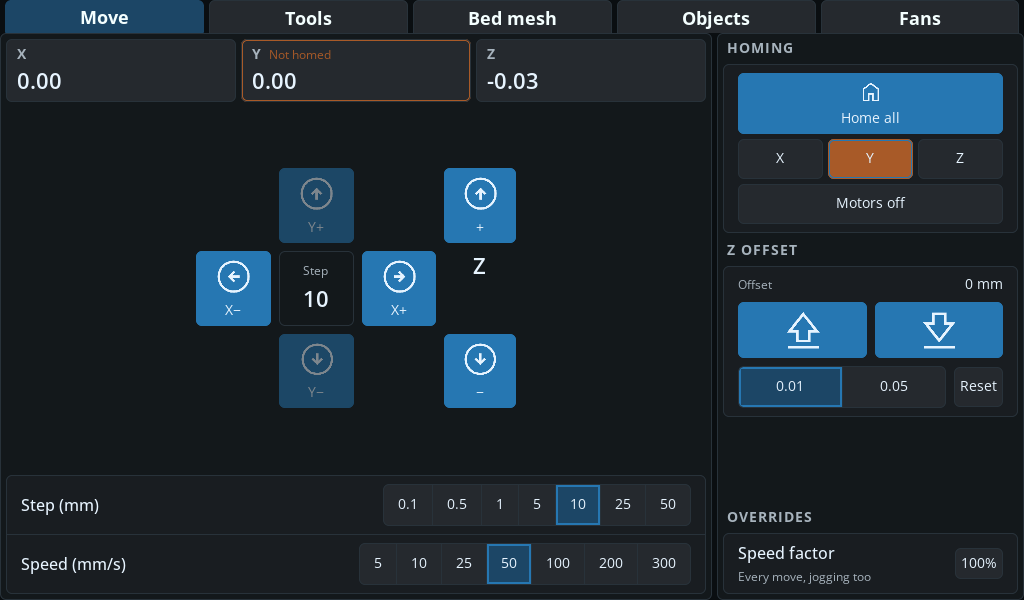 Move Tools Bed mesh Objects Fans
X
0.00
Y Not homed
0.00
Z
-0.03
Y+
+
X−
Step
10
X+
Z
Y−
−
Step (mm) 0.1 0.5 1 5 10 25 50
Speed (mm/s) 5 10 25 50 100 200 300
HOMING
Home all
X Y Z
Motors off
Z OFFSET
Offset 0 mm
0.01 0.05 Reset
OVERRIDES
Speed factor
Every move, jogging too
100%